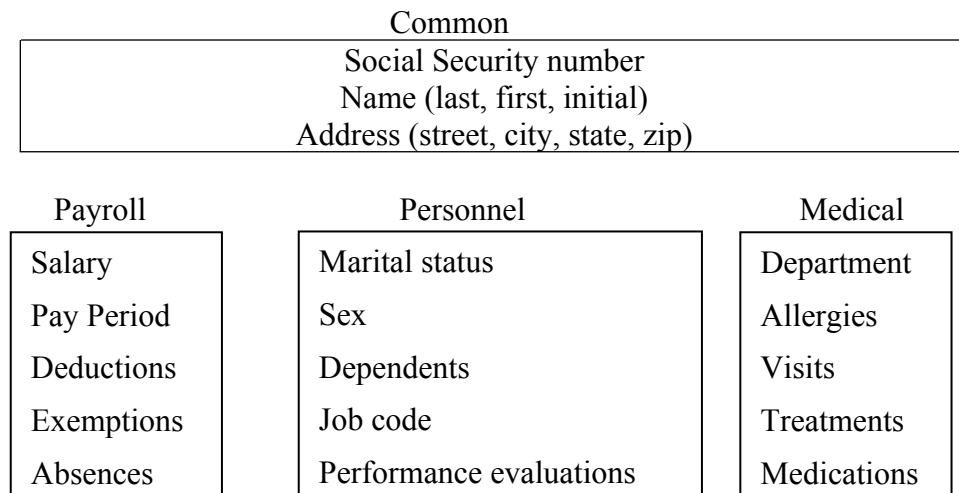 Common
Social Security number
Name (last, first, initial)
Address (street, city, state, zip)
Payroll
Salary
Pay Period
Deductions
Exemptions
Absences
Personnel
Marital status
Sex
Dependents
Job code
Performance evaluations
Medical
Department
Allergies
Visits
Treatments
Medications